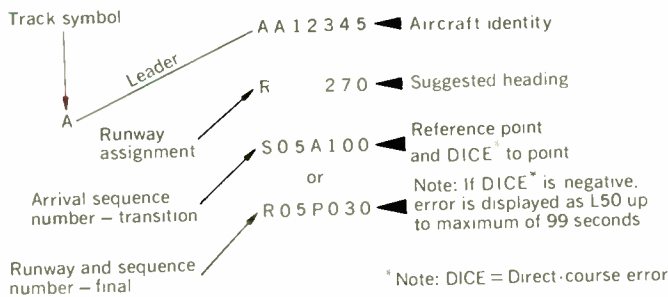 Track symbol
AA12345
Aircraft identity
Leader
R 270
Suggested heading
A
Runway
assignment
S05A100
Reference point
and DICE* to point
or
Arrival sequence
number – transition
R05P030
Note: If DICE* is negative,
error is displayed as L50 up
to maximum of 99 seconds
Runway and sequence
number – final
*Note: DICE = Direct-course error